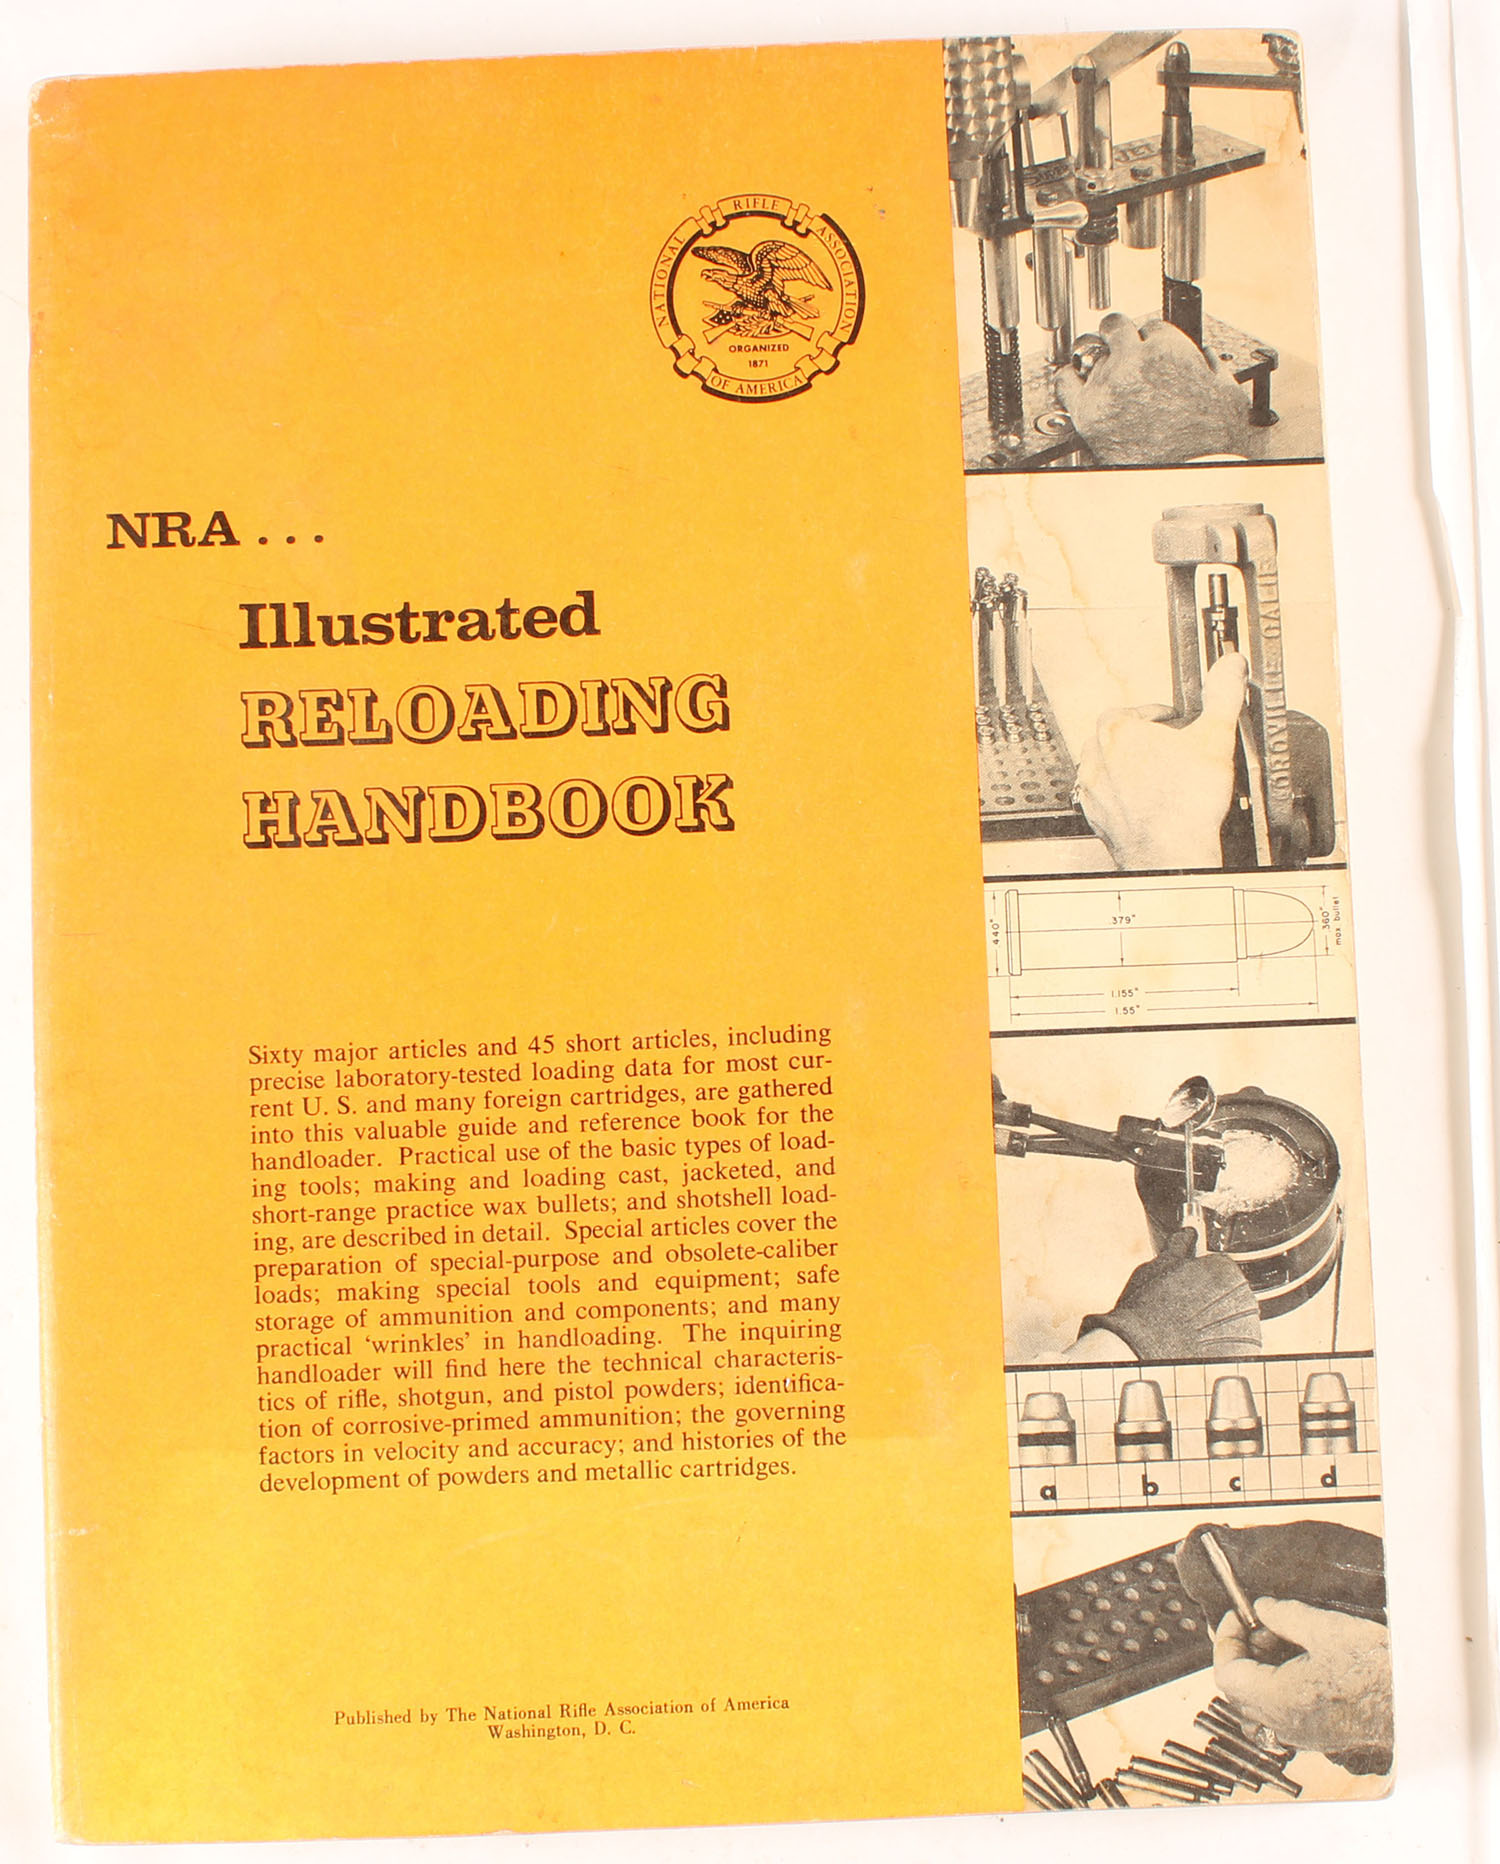 NATIONAL RIFLE ASSOCIATION
OF AMERICA
ORGANIZED
1871
NRA...
Illustrated
RELOADING
HANDBOOK
Sixty major articles and 45 short articles, including
precise laboratory-tested loading data for most cur-
rent U. S. and many foreign cartridges, are gathered
into this valuable guide and reference book for the
handloader. Practical use of the basic types of load-
ing tools; making and loading cast, jacketed, and
short-range practice wax bullets; and shotshell load-
ing, are described in detail. Special articles cover the
preparation of special-purpose and obsolete-caliber
loads; making special tools and equipment; safe
storage of ammunition and components; and many
practical ‘wrinkles’ in handloading. The inquiring
handloader will find here the technical characteris-
tics of rifle, shotgun, and pistol powders; identifica-
tion of corrosive-primed ammunition; the governing
factors in velocity and accuracy; and histories of the
development of powders and metallic cartridges.
Published by The National Rifle Association of America
Washington, D. C.
JET
OROVILLE CALIF
.440"
.379"
.360"
max. bullet
1.155"
1.55"
a b c d